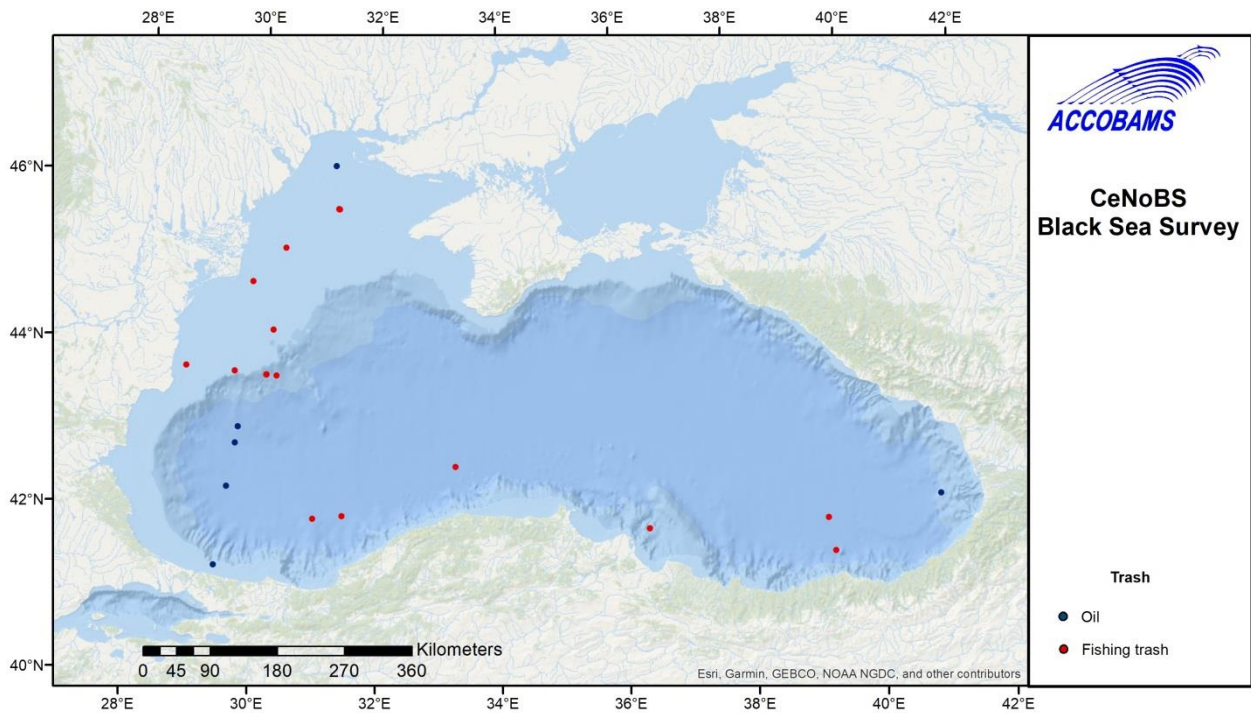 28°E 30°E 32°E 34°E 36°E 38°E 40°E 42°E
ACCOBAMS
CeNoBS
Black Sea Survey
46°N
44°N
42°N
40°N
Trash
Oil
Fishing trash
Kilometers
0 45 90 180 270 360
Esri, Garmin, GEBCO, NOAA NGDC, and other contributors
28°E 30°E 32°E 34°E 36°E 38°E 40°E 42°E